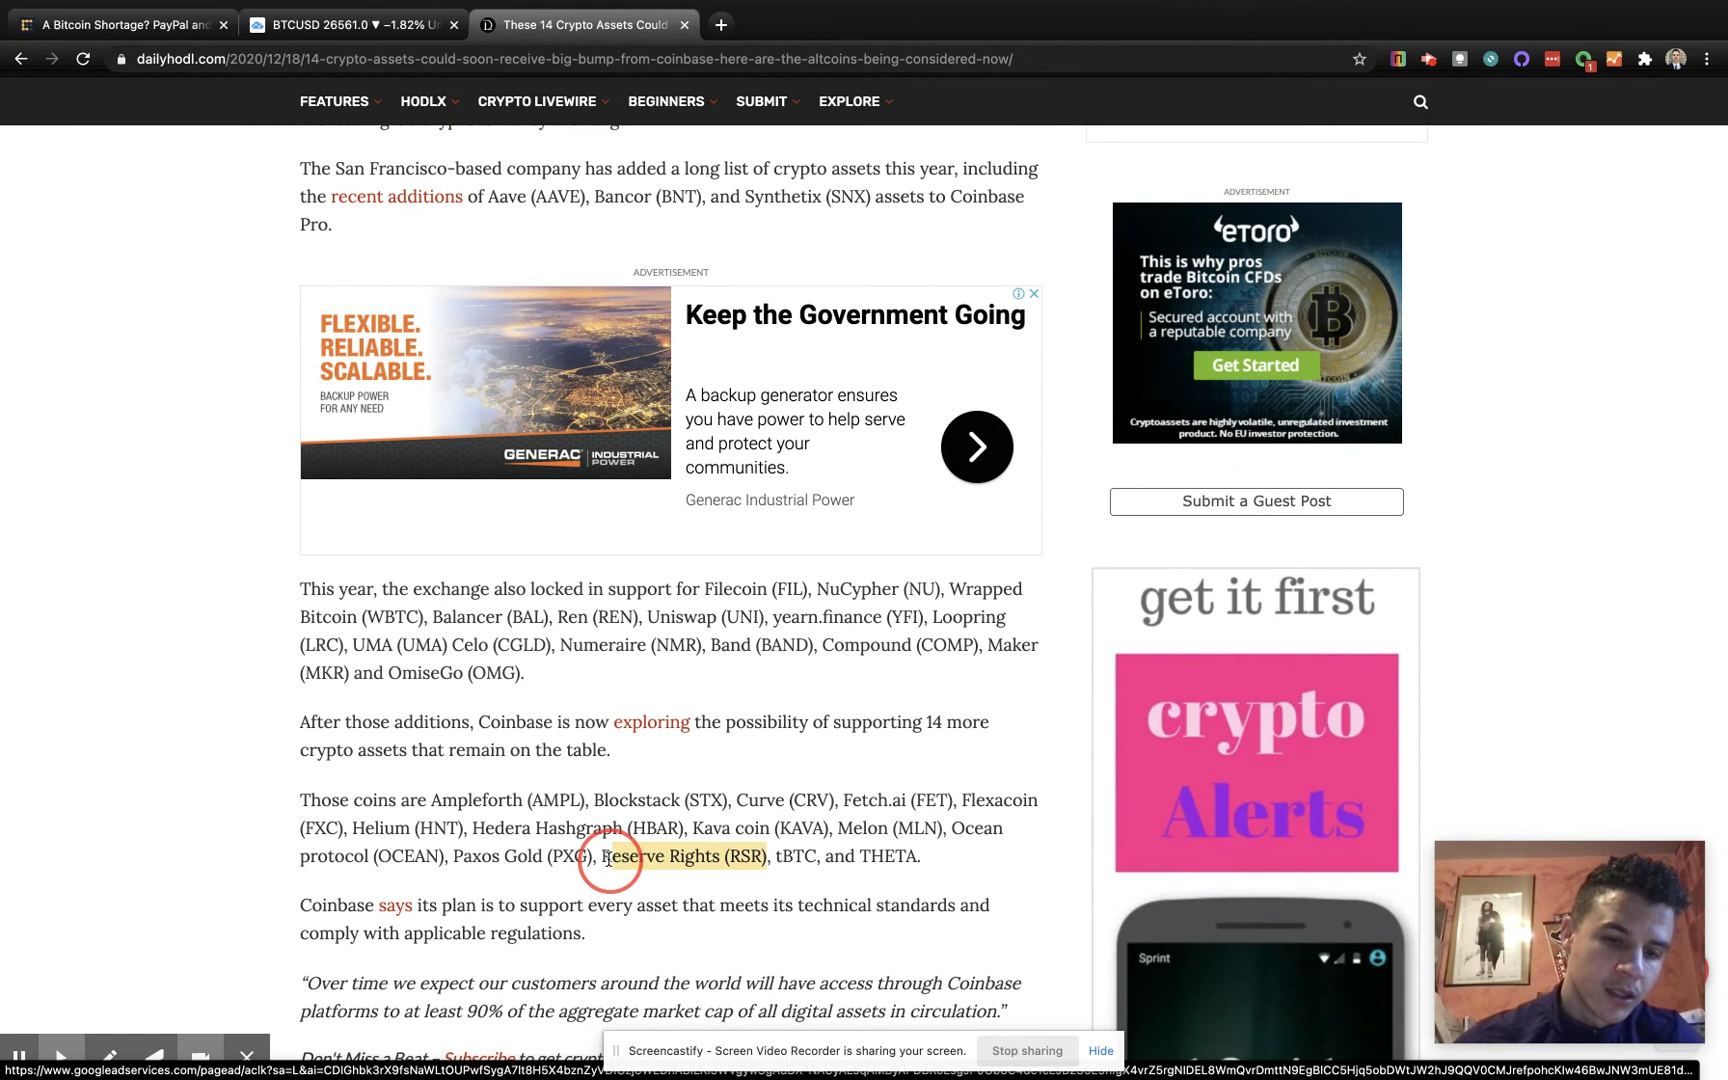 A Bitcoin Shortage? PayPal and
BTCUSD 26561.0 ▼ −1.82% Un
These 14 Crypto Assets Could
dailyhodl.com/2020/12/18/14-crypto-assets-could-soon-receive-big-bump-from-coinbase-here-are-the-altcoins-being-considered-now/
1
FEATURES HODLX CRYPTO LIVEWIRE BEGINNERS SUBMIT EXPLORE
The San Francisco-based company has added a long list of crypto assets this year, including
the recent additions of Aave (AAVE), Bancor (BNT), and Synthetix (SNX) assets to Coinbase
Pro.
ADVERTISEMENT
FLEXIBLE.
RELIABLE.
SCALABLE.
BACKUP POWER
FOR ANY NEED
GENERAC INDUSTRIAL POWER
Keep the Government Going
A backup generator ensures
you have power to help serve
and protect your
communities.
Generac Industrial Power
This year, the exchange also locked in support for Filecoin (FIL), NuCypher (NU), Wrapped
Bitcoin (WBTC), Balancer (BAL), Ren (REN), Uniswap (UNI), yearn.finance (YFI), Loopring
(LRC), UMA (UMA) Celo (CGLD), Numeraire (NMR), Band (BAND), Compound (COMP), Maker
(MKR) and OmiseGo (OMG).
After those additions, Coinbase is now exploring the possibility of supporting 14 more
crypto assets that remain on the table.
Those coins are Ampleforth (AMPL), Blockstack (STX), Curve (CRV), Fetch.ai (FET), Flexacoin
(FXC), Helium (HNT), Hedera Hashgraph (HBAR), Kava coin (KAVA), Melon (MLN), Ocean
protocol (OCEAN), Paxos Gold (PXG), Reserve Rights (RSR), tBTC, and THETA.
Coinbase says its plan is to support every asset that meets its technical standards and
comply with applicable regulations.
“Over time we expect our customers around the world will have access through Coinbase
platforms to at least 90% of the aggregate market cap of all digital assets in circulation.”
Don't Miss a Beat – Subscribe to get crypt
ADVERTISEMENT
eToro
This is why pros
trade Bitcoin CFDs
on eToro:
Secured account with
a reputable company
Get Started
Cryptoassets are highly volatile, unregulated investment
product. No EU investor protection.
Submit a Guest Post
get it first
crypto
Alerts
Sprint
Screencastify - Screen Video Recorder is sharing your screen.
Stop sharing
Hide